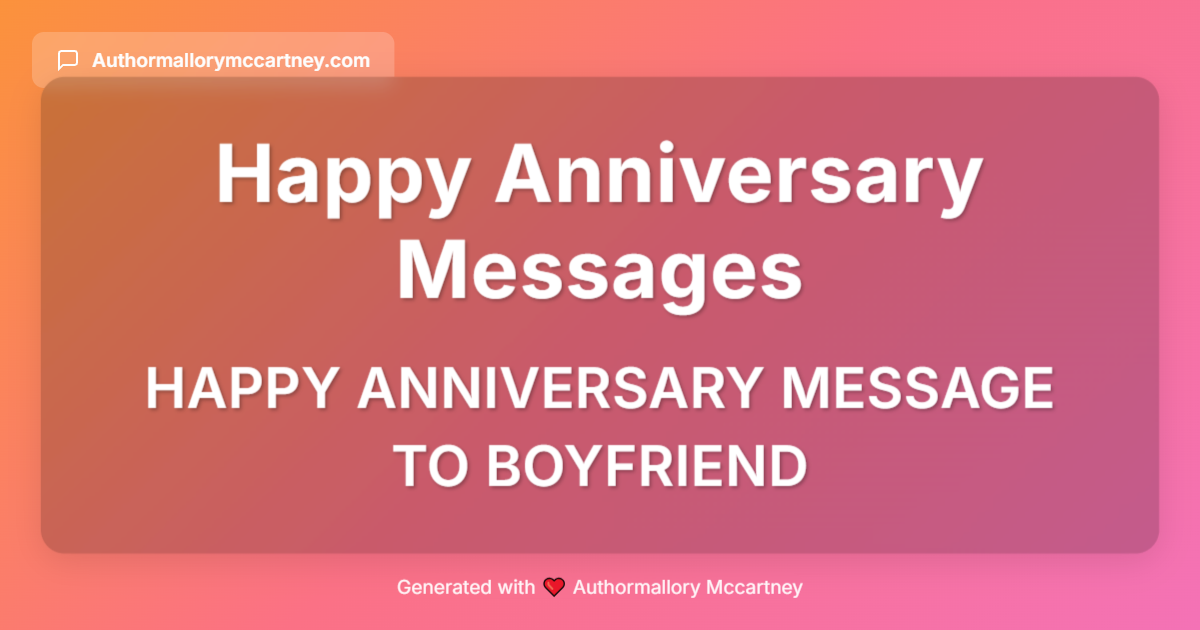 Authormallorymccartney.com
Happy Anniversary
Messages
HAPPY ANNIVERSARY MESSAGE
TO BOYFRIEND
Generated with ❤️ Authormallory Mccartney